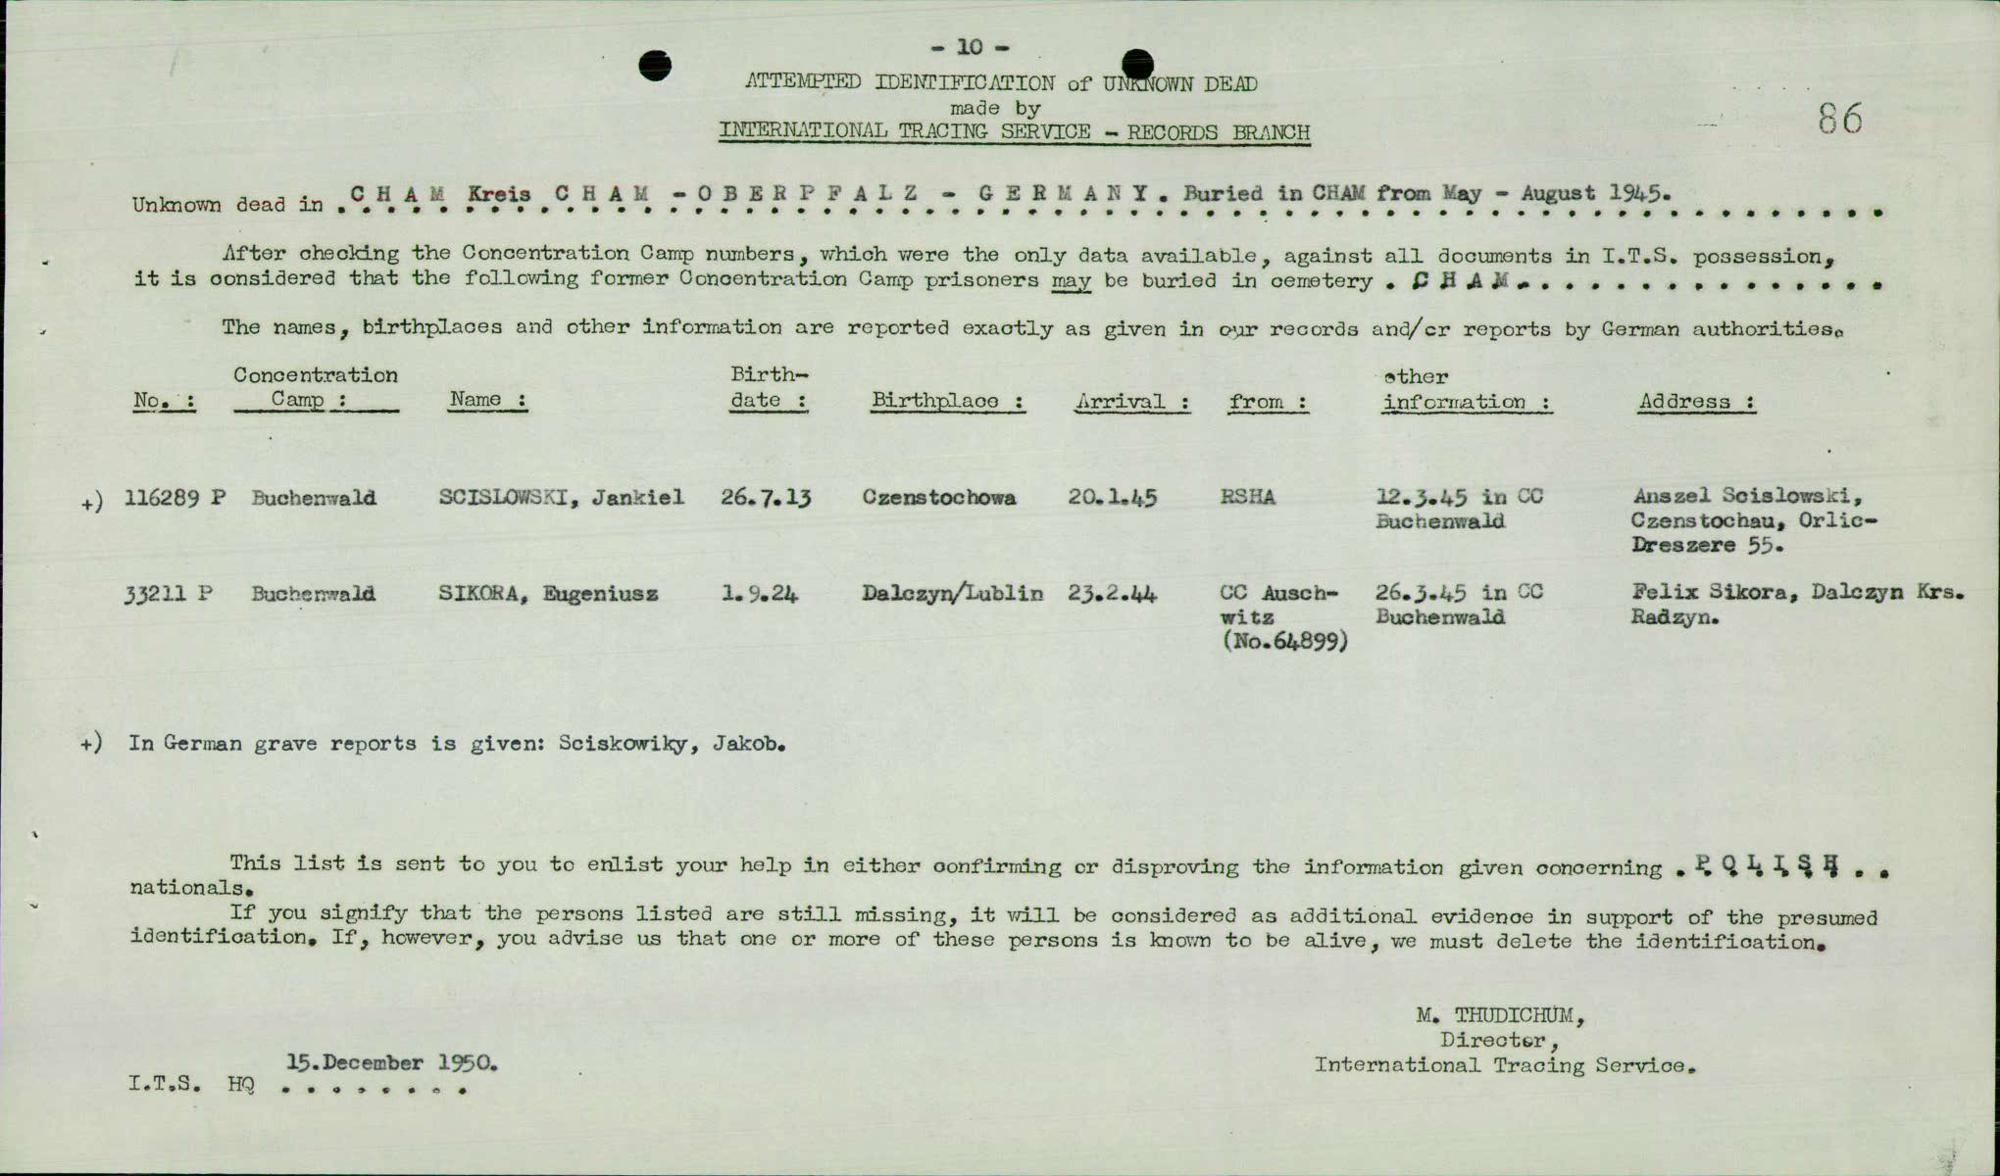 - 10 -
ATTEMPTED IDENTIFICATION of UNKNOWN DEAD
made by
INTERNATIONAL TRACING SERVICE - RECORDS BRANCH
86
Unknown dead in . C H A M Kreis C H A M - O B E R P F A L Z - G E R M A N Y . Buried in CHAM from May - August 1945.
After checking the Concentration Camp numbers, which were the only data available, against all documents in I.T.S. possession,
it is considered that the following former Concentration Camp prisoners may be buried in cemetery . C H A M. . . . . . . . . . . . . . .
The names, birthplaces and other information are reported exactly as given in our records and/or reports by German authorities.
Concentration Birth- other
No. : Camp : Name : date : Birthplace : Arrival : from : information : Address :
+) 116289 P Buchenwald SCISLOWSKI, Jankiel 26.7.13 Czenstochowa 20.1.45 RSHA 12.3.45 in CC Anszel Scislowski,
Buchenwald Czenstochau, Orlic-
Dreszere 55.
33211 P Buchenwald SIKORA, Eugeniusz 1.9.24 Dalczyn/Lublin 23.2.44 CC Ausch- 26.3.45 in CC Felix Sikora, Dalczyn Krs.
witz Buchenwald Radzyn.
(No.64899)
+) In German grave reports is given: Sciskowiky, Jakob.
This list is sent to you to enlist your help in either confirming or disproving the information given concerning . P O L I S H . .
nationals.
If you signify that the persons listed are still missing, it will be considered as additional evidence in support of the presumed
identification. If, however, you advise us that one or more of these persons is known to be alive, we must delete the identification.
M. THUDICHUM,
Director,
International Tracing Service.
15.December 1950.
I.T.S. HQ . . . . . . . .